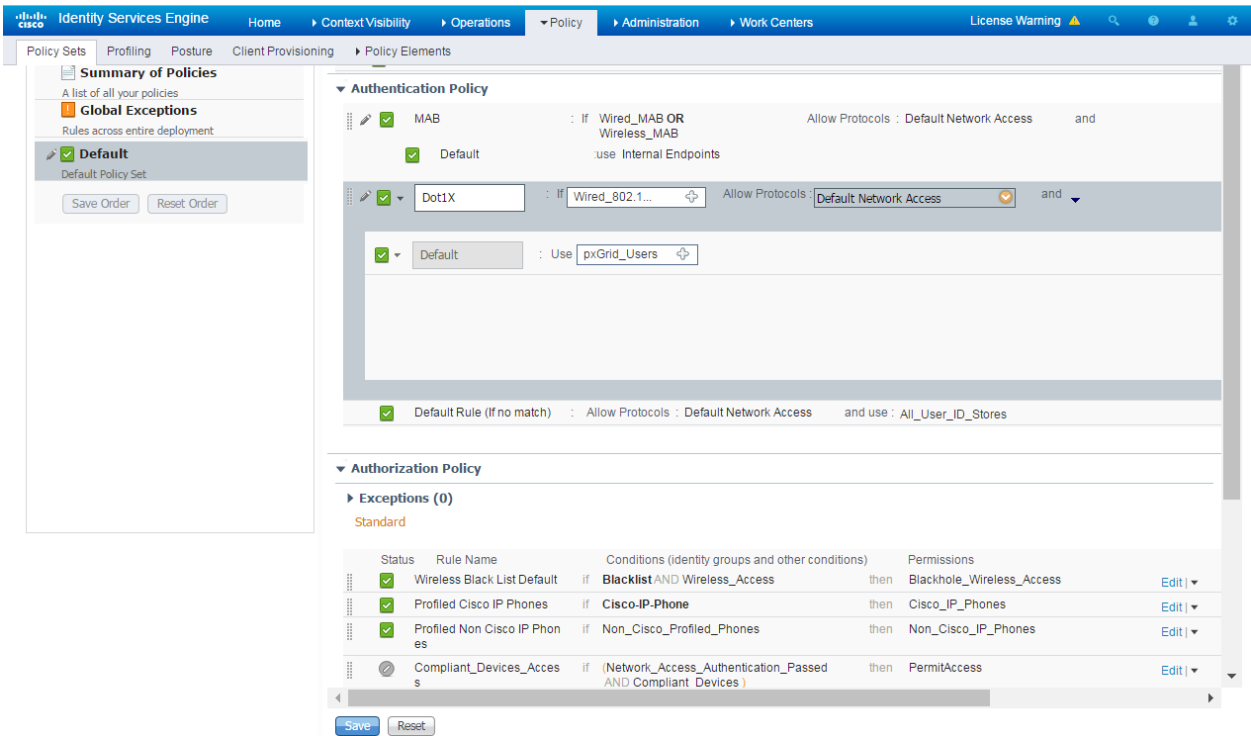 cisco Identity Services Engine Home Context Visibility Operations Policy Administration Work Centers License Warning
Policy Sets Profiling Posture Client Provisioning Policy Elements
Summary of Policies
A list of all your policies
Global Exceptions
Rules across entire deployment
Default
Default Policy Set
Save Order Reset Order
Authentication Policy
MAB : If Wired_MAB OR Allow Protocols : Default Network Access and
Wireless_MAB
Default :use Internal Endpoints
Dot1X : If Wired_802.1... Allow Protocols : Default Network Access and
Default : Use pxGrid_Users
Default Rule (If no match) : Allow Protocols : Default Network Access and use : All_User_ID_Stores
Authorization Policy
Exceptions (0)
Standard
Status Rule Name Conditions (identity groups and other conditions) Permissions
Wireless Black List Default if Blacklist AND Wireless_Access then Blackhole_Wireless_Access Edit |
Profiled Cisco IP Phones if Cisco-IP-Phone then Cisco_IP_Phones Edit |
Profiled Non Cisco IP Phon if Non_Cisco_Profiled_Phones then Non_Cisco_IP_Phones Edit |
es
Compliant_Devices_Acces if (Network_Access_Authentication_Passed then PermitAccess Edit |
s AND Compliant_Devices )
Save Reset